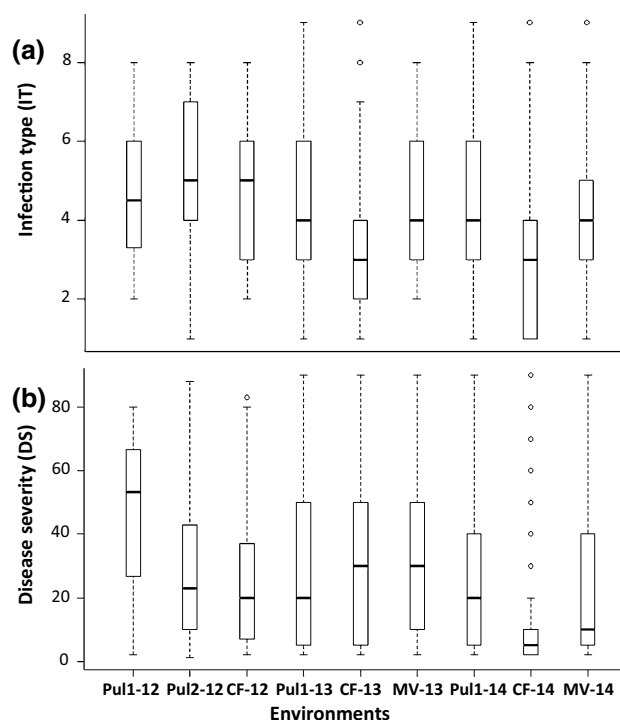 (a)
Infection type (IT)
8
6
4
2
(b)
Disease severity (DS)
80
60
40
20
0
Pul1-12 Pul2-12 CF-12 Pul1-13 CF-13 MV-13 Pul1-14 CF-14 MV-14
Environments